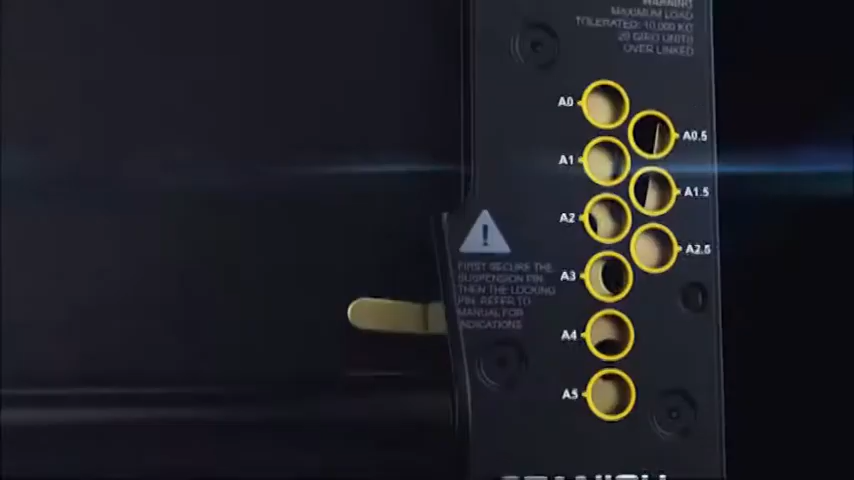 WARNING
MAXIMUM LOAD
TOLERATED: 10,000 KG
20 GIRO UNITS
OVER LINKED
A0
A0.5
A1
A1.5
A2
A2.5
A3
A4
A5
FIRST SECURE THE
SUSPENSION PIN,
THEN THE LOCKING
PIN. REFER TO
MANUAL FOR
INDICATIONS